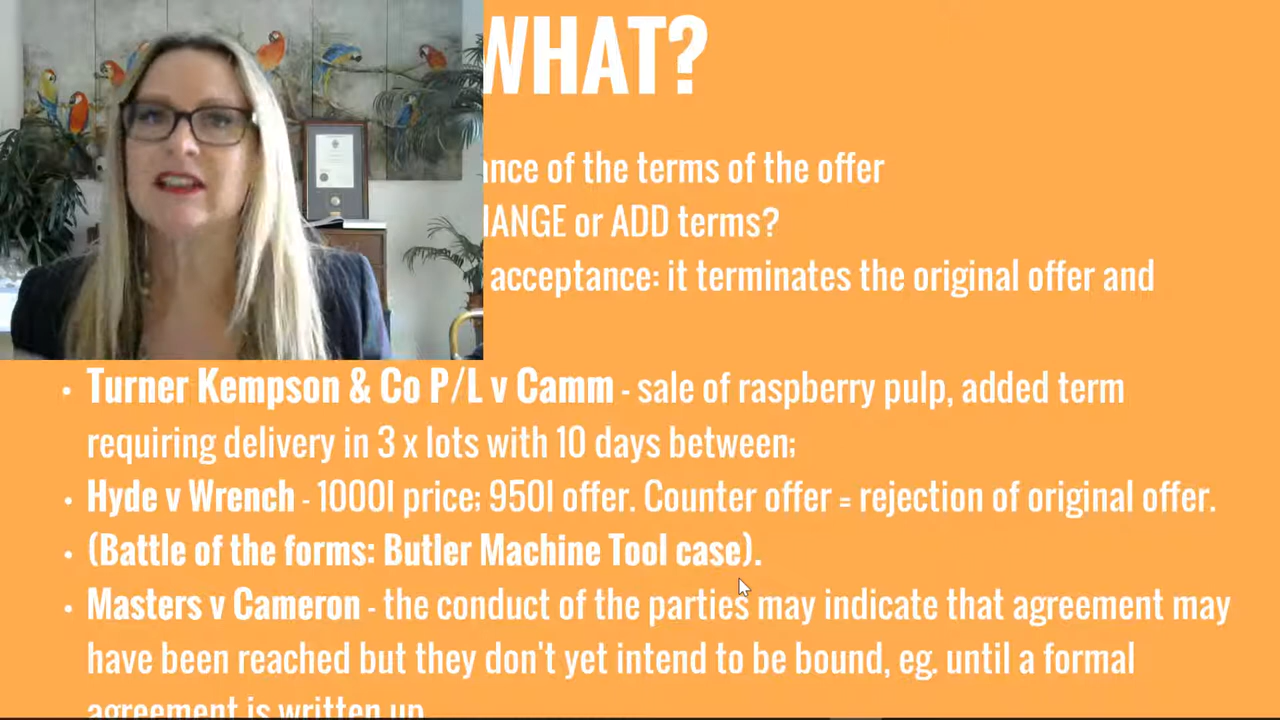 WHAT?
of the terms of the offer
or ADD terms?
acceptance: it terminates the original offer and
• Turner Kempson & Co P/L v Camm - sale of raspberry pulp, added term
requiring delivery in 3 x lots with 10 days between;
• Hyde v Wrench - 1000l price; 950l offer. Counter offer = rejection of original offer.
• (Battle of the forms: Butler Machine Tool case).
• Masters v Cameron - the conduct of the parties may indicate that agreement may
have been reached but they don't yet intend to be bound, eg. until a formal
agreement is written up